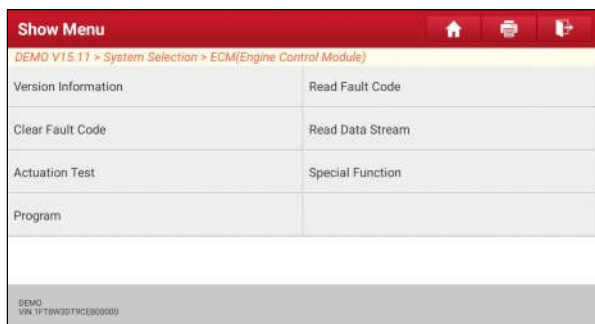 Show Menu
DEMO V15.11 > System Selection > ECM(Engine Control Module)
Version Information
Read Fault Code
Clear Fault Code
Read Data Stream
Actuation Test
Special Function
Program
DEMO
VIN 1FT8W3DT9CEB00000